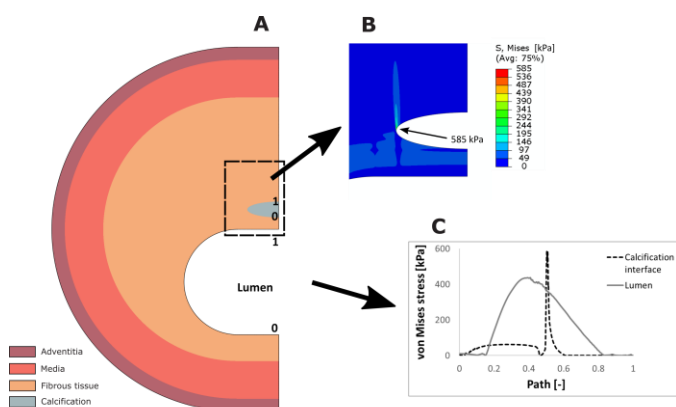 A
B
S, Mises [kPa]
(Avg: 75%)
585
536
487
439
390
341
292
244
195
146
97
49
0
585 kPa
1
0
1
Lumen
0
Adventitia
Media
Fibrous tissue
Calcification
C
von Mises stress [kPa]
600
400
200
0
0
0.2
0.4
0.6
0.8
1
Path [-]
Calcification
interface
Lumen